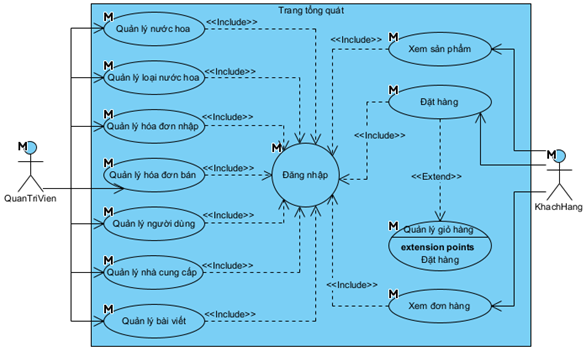 Trang tổng quát
Quản lý nước hoa
<<Include>>
Quản lý loại nước hoa
<<Include>>
Quản lý hóa đơn nhập
<<Include>>
Quản lý hóa đơn bán
<<Include>>
Quản lý người dùng
<<Include>>
Quản lý nhà cung cấp
<<Include>>
Quản lý bài viết
<<Include>>
QuanTriVien
Đăng nhập
Xem sản phẩm
<<Include>>
Đặt hàng
<<Include>>
<<Extend>>
Quản lý giỏ hàng
extension points
Đặt hàng
Xem đơn hàng
<<Include>>
KhachHang
M
M
M
M
M
M
M
M
M
M
M
M
M
M